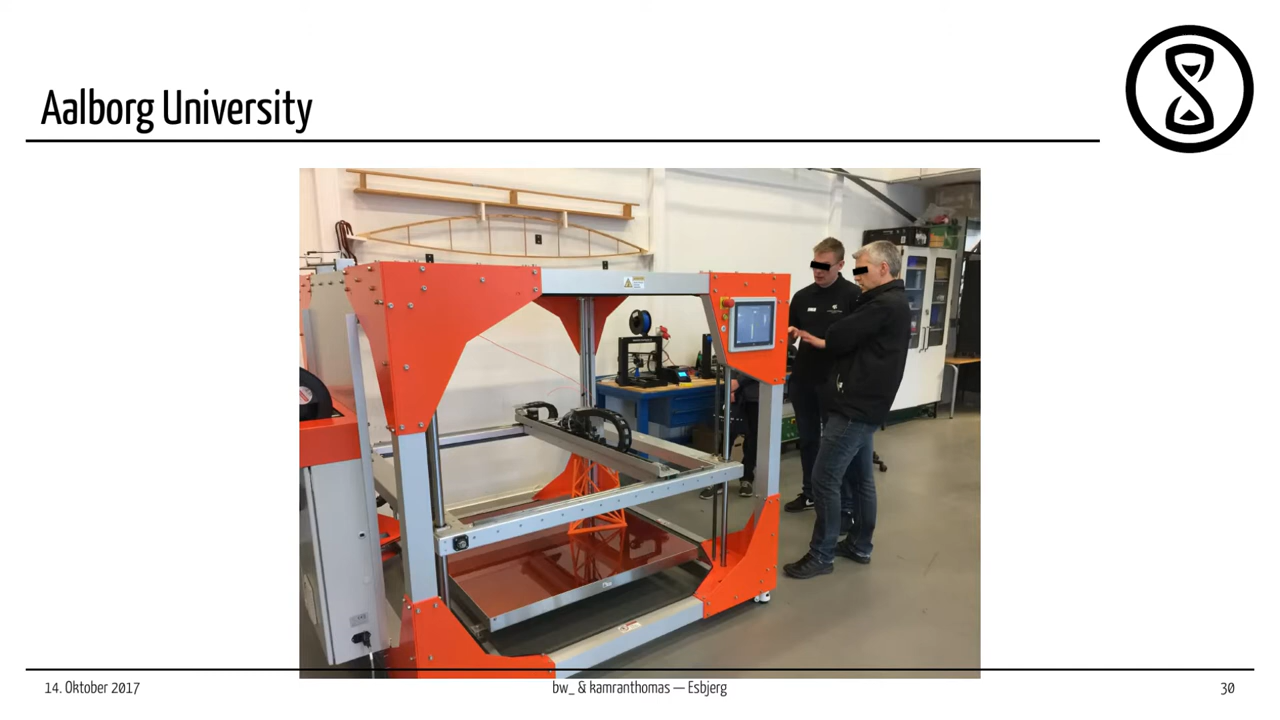 Aalborg University
14. Oktober 2017
bw_ & kamranthomas — Esbjerg
30